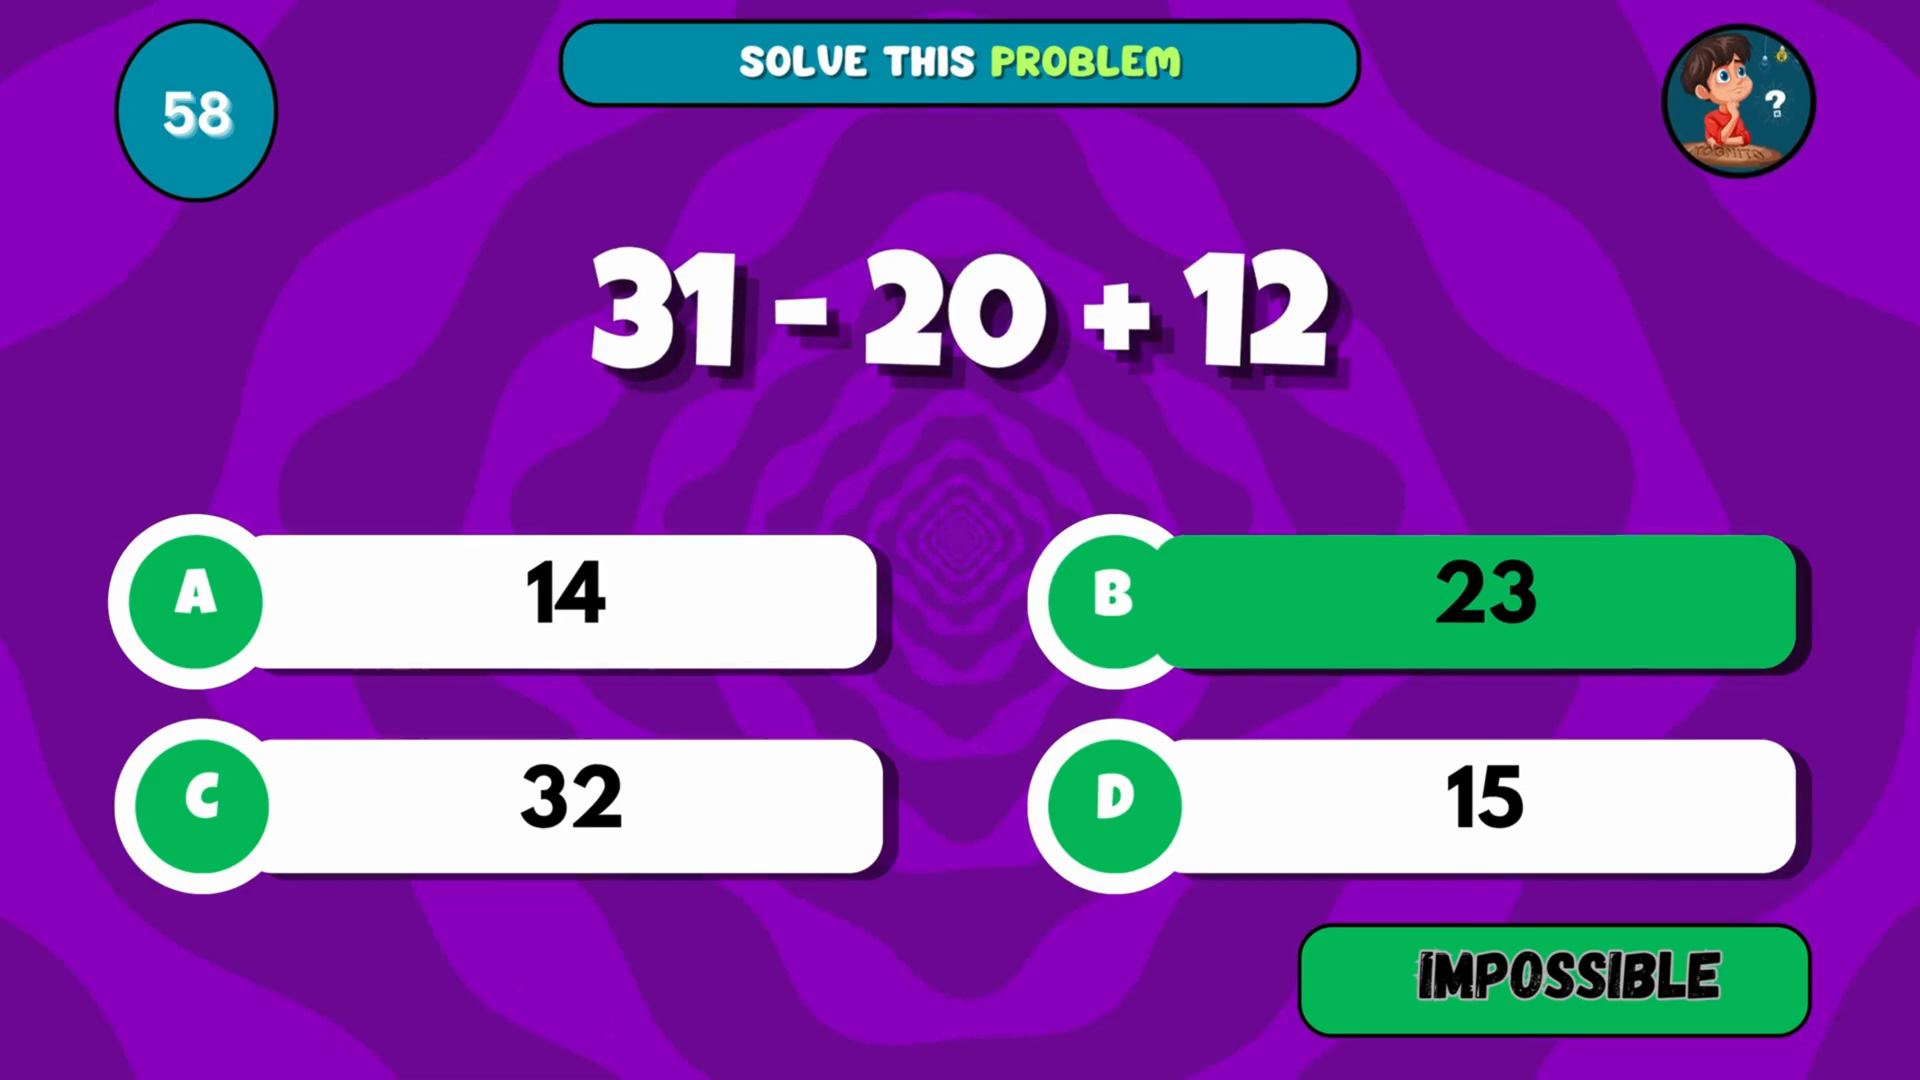 58
SOLVE THIS PROBLEM
?
31 - 20 + 12
A 14
B 23
C 32
D 15
IMPOSSIBLE